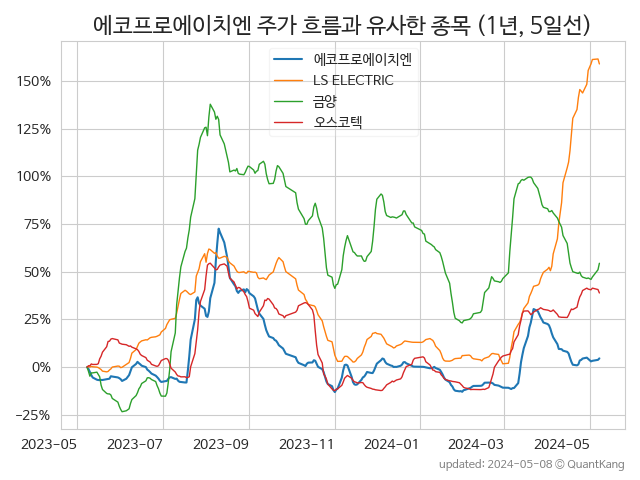 에코프로에이치엔 주가 흐름과 유사한 종목 (1년, 5일선)
에코프로에이치엔
LS ELECTRIC
금양
오스코텍
150%
125%
100%
75%
50%
25%
0%
−25%
2023-05 2023-07 2023-09 2023-11 2024-01 2024-03 2024-05
updated: 2024-05-08 © QuantKang